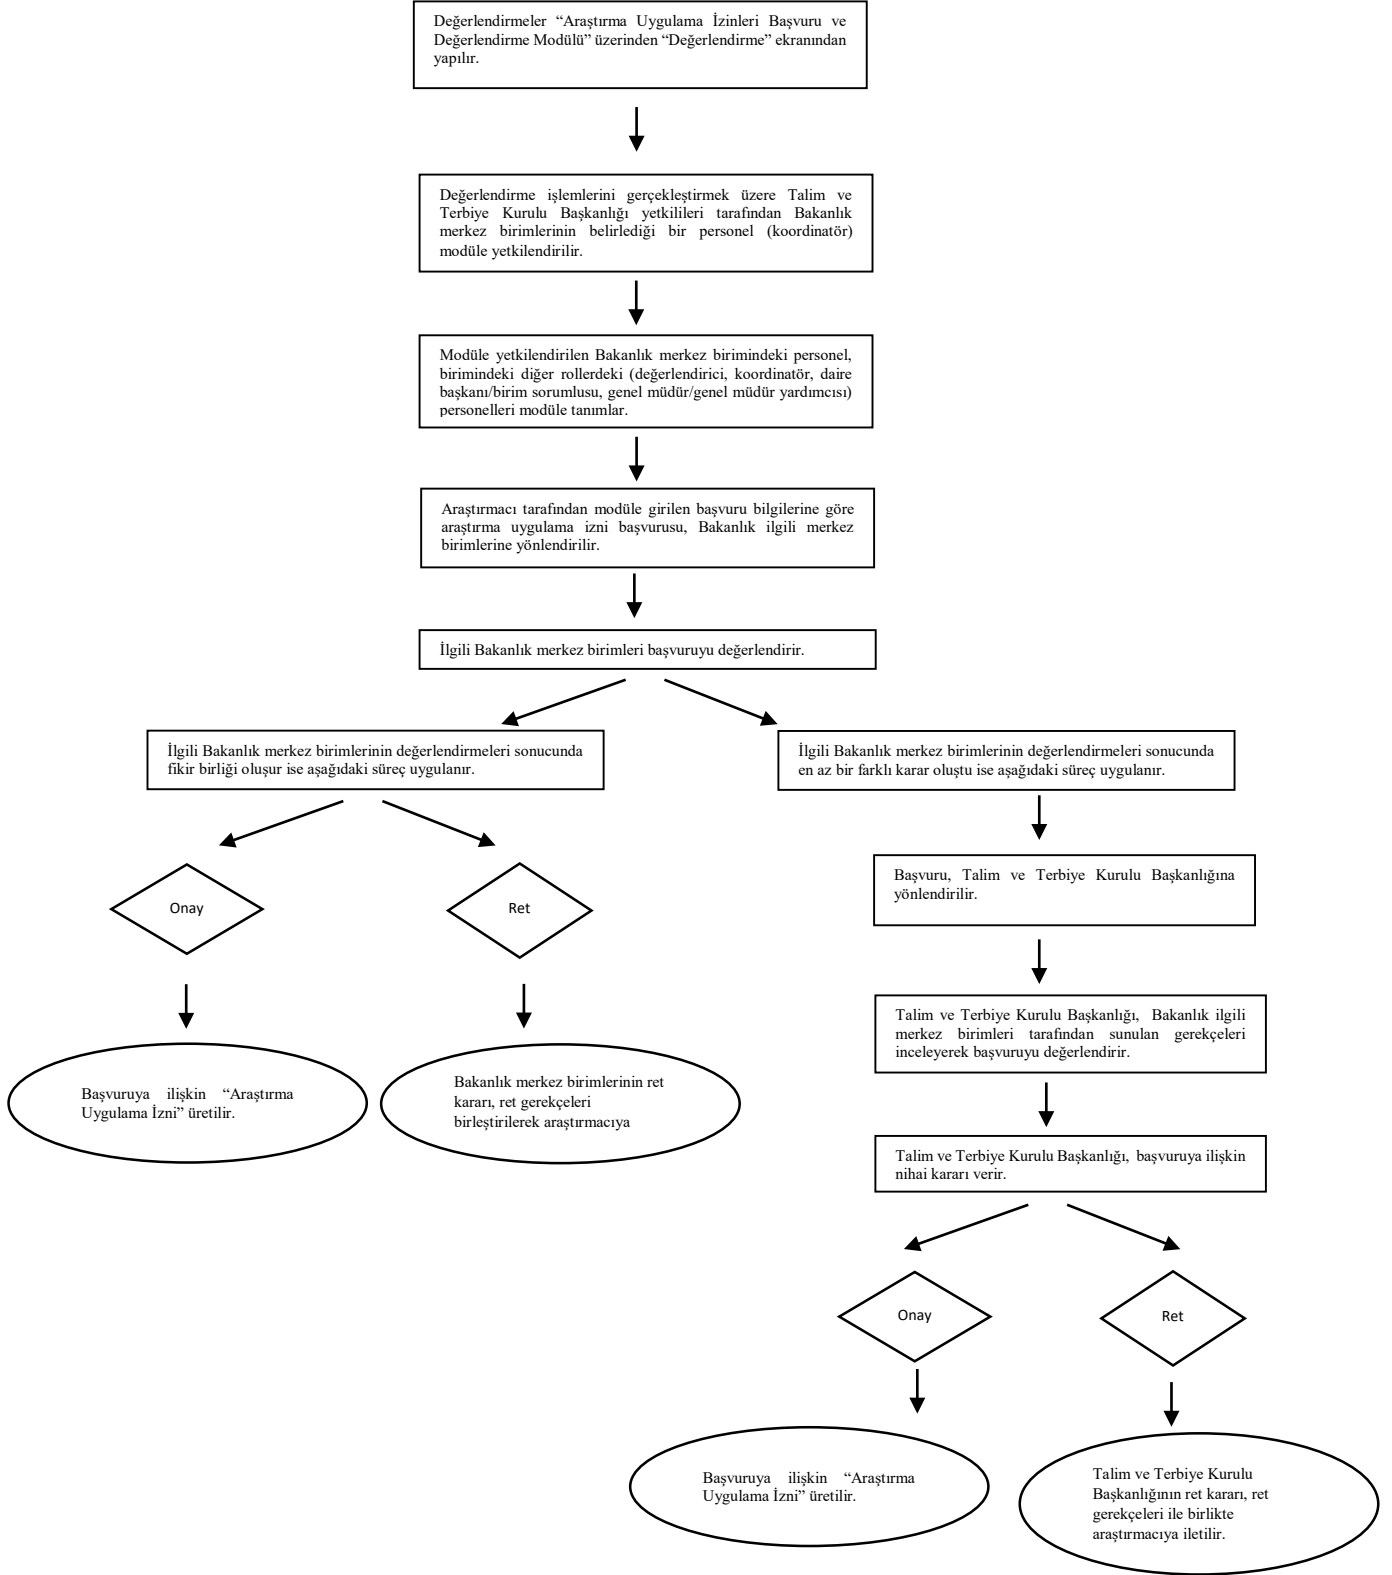 Değerlendirmeler “Araştırma Uygulama İzinleri Başvuru ve
Değerlendirme Modülü” üzerinden “Değerlendirme” ekranından
yapılır.
Değerlendirme işlemlerini gerçekleştirmek üzere Talim ve
Terbiye Kurulu Başkanlığı yetkilileri tarafından Bakanlık
merkez birimlerinin belirlediği bir personel (koordinatör)
modüle yetkilendirilir.
Modüle yetkilendirilen Bakanlık merkez birimindeki personel,
birimindeki diğer rollerdeki (değerlendirici, koordinatör, daire
başkanı/birim sorumlusu, genel müdür/genel müdür yardımcısı)
personelleri modüle tanımlar.
Araştırmacı tarafından modüle girilen başvuru bilgilerine göre
araştırma uygulama izni başvurusu, Bakanlık ilgili merkez
birimlerine yönlendirilir.
İlgili Bakanlık merkez birimleri başvuruyu değerlendirir.
İlgili Bakanlık merkez birimlerinin değerlendirmeleri sonucunda
fikir birliği oluşur ise aşağıdaki süreç uygulanır.
İlgili Bakanlık merkez birimlerinin değerlendirmeleri sonucunda
en az bir farklı karar oluştu ise aşağıdaki süreç uygulanır.
Onay
Ret
Başvuru, Talim ve Terbiye Kurulu Başkanlığına
yönlendirilir.
Başvuruya ilişkin “Araştırma
Uygulama İzni” üretilir.
Bakanlık merkez birimlerinin ret
kararı, ret gerekçeleri
birleştirilerek araştırmacıya
Talim ve Terbiye Kurulu Başkanlığı, Bakanlık ilgili
merkez birimleri tarafından sunulan gerekçeleri
inceleyerek başvuruyu değerlendirir.
Talim ve Terbiye Kurulu Başkanlığı, başvuruya ilişkin
nihai kararı verir.
Onay
Ret
Başvuruya ilişkin “Araştırma
Uygulama İzni” üretilir.
Talim ve Terbiye Kurulu
Başkanlığının ret kararı, ret
gerekçeleri ile birlikte
araştırmacıya iletilir.